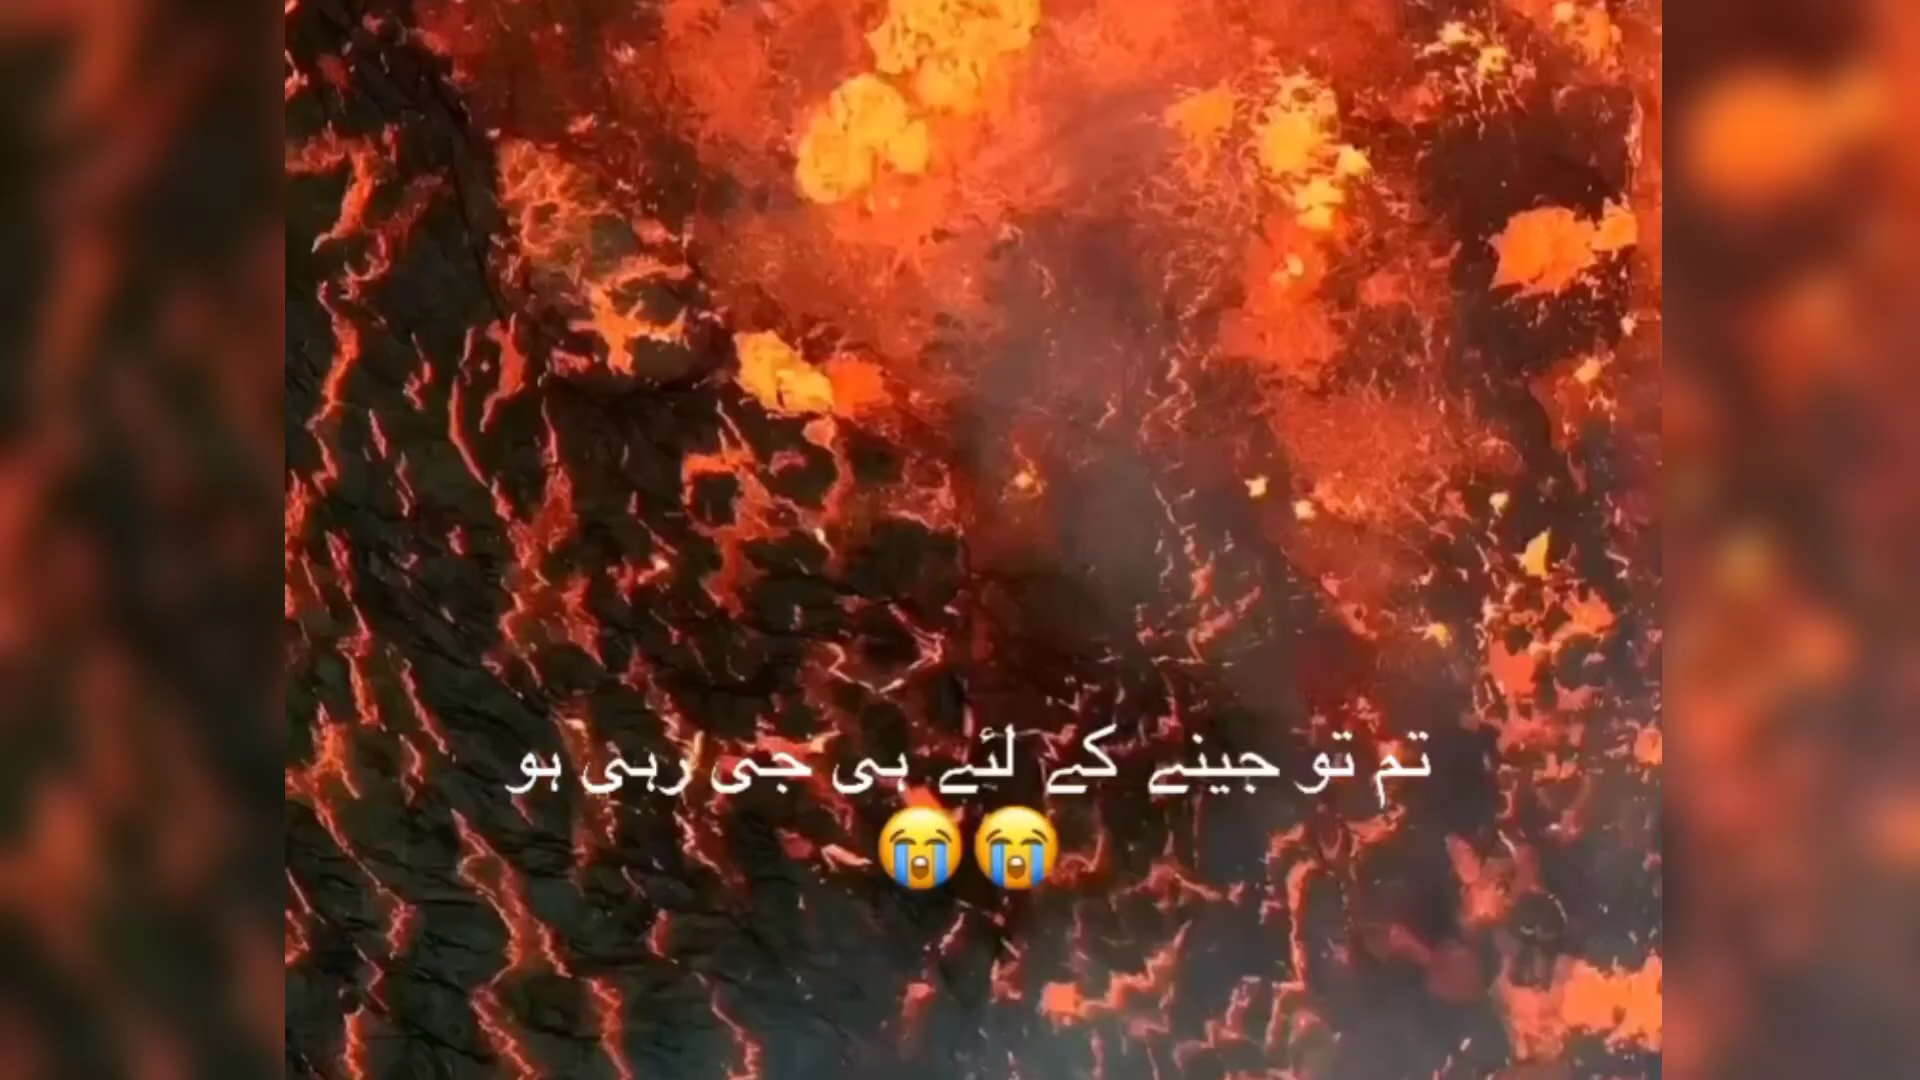 تم تو جینے کے لئے ہی جی رہی ہو
😭😭